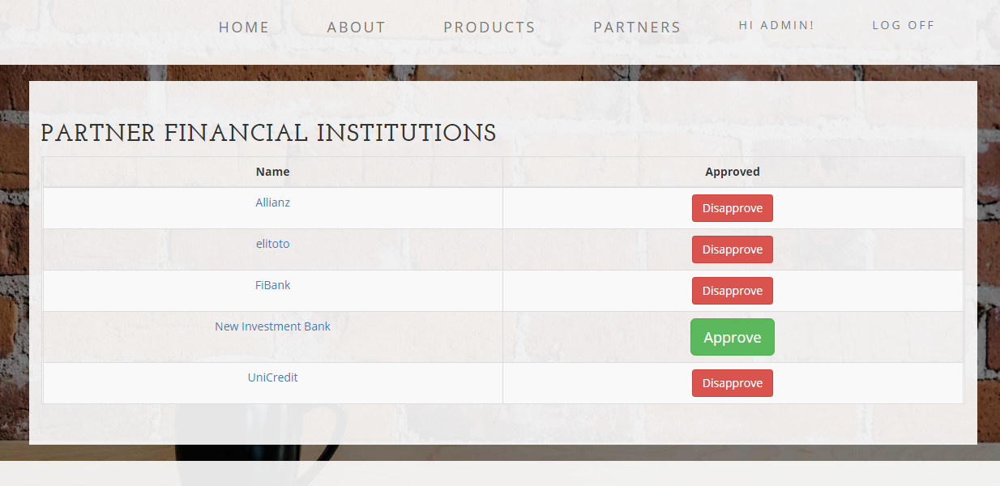 HOME ABOUT PRODUCTS PARTNERS HI ADMIN! LOG OFF
PARTNER FINANCIAL INSTITUTIONS
Name Approved
Allianz Disapprove
elitoto Disapprove
FiBank Disapprove
New Investment Bank Approve
UniCredit Disapprove